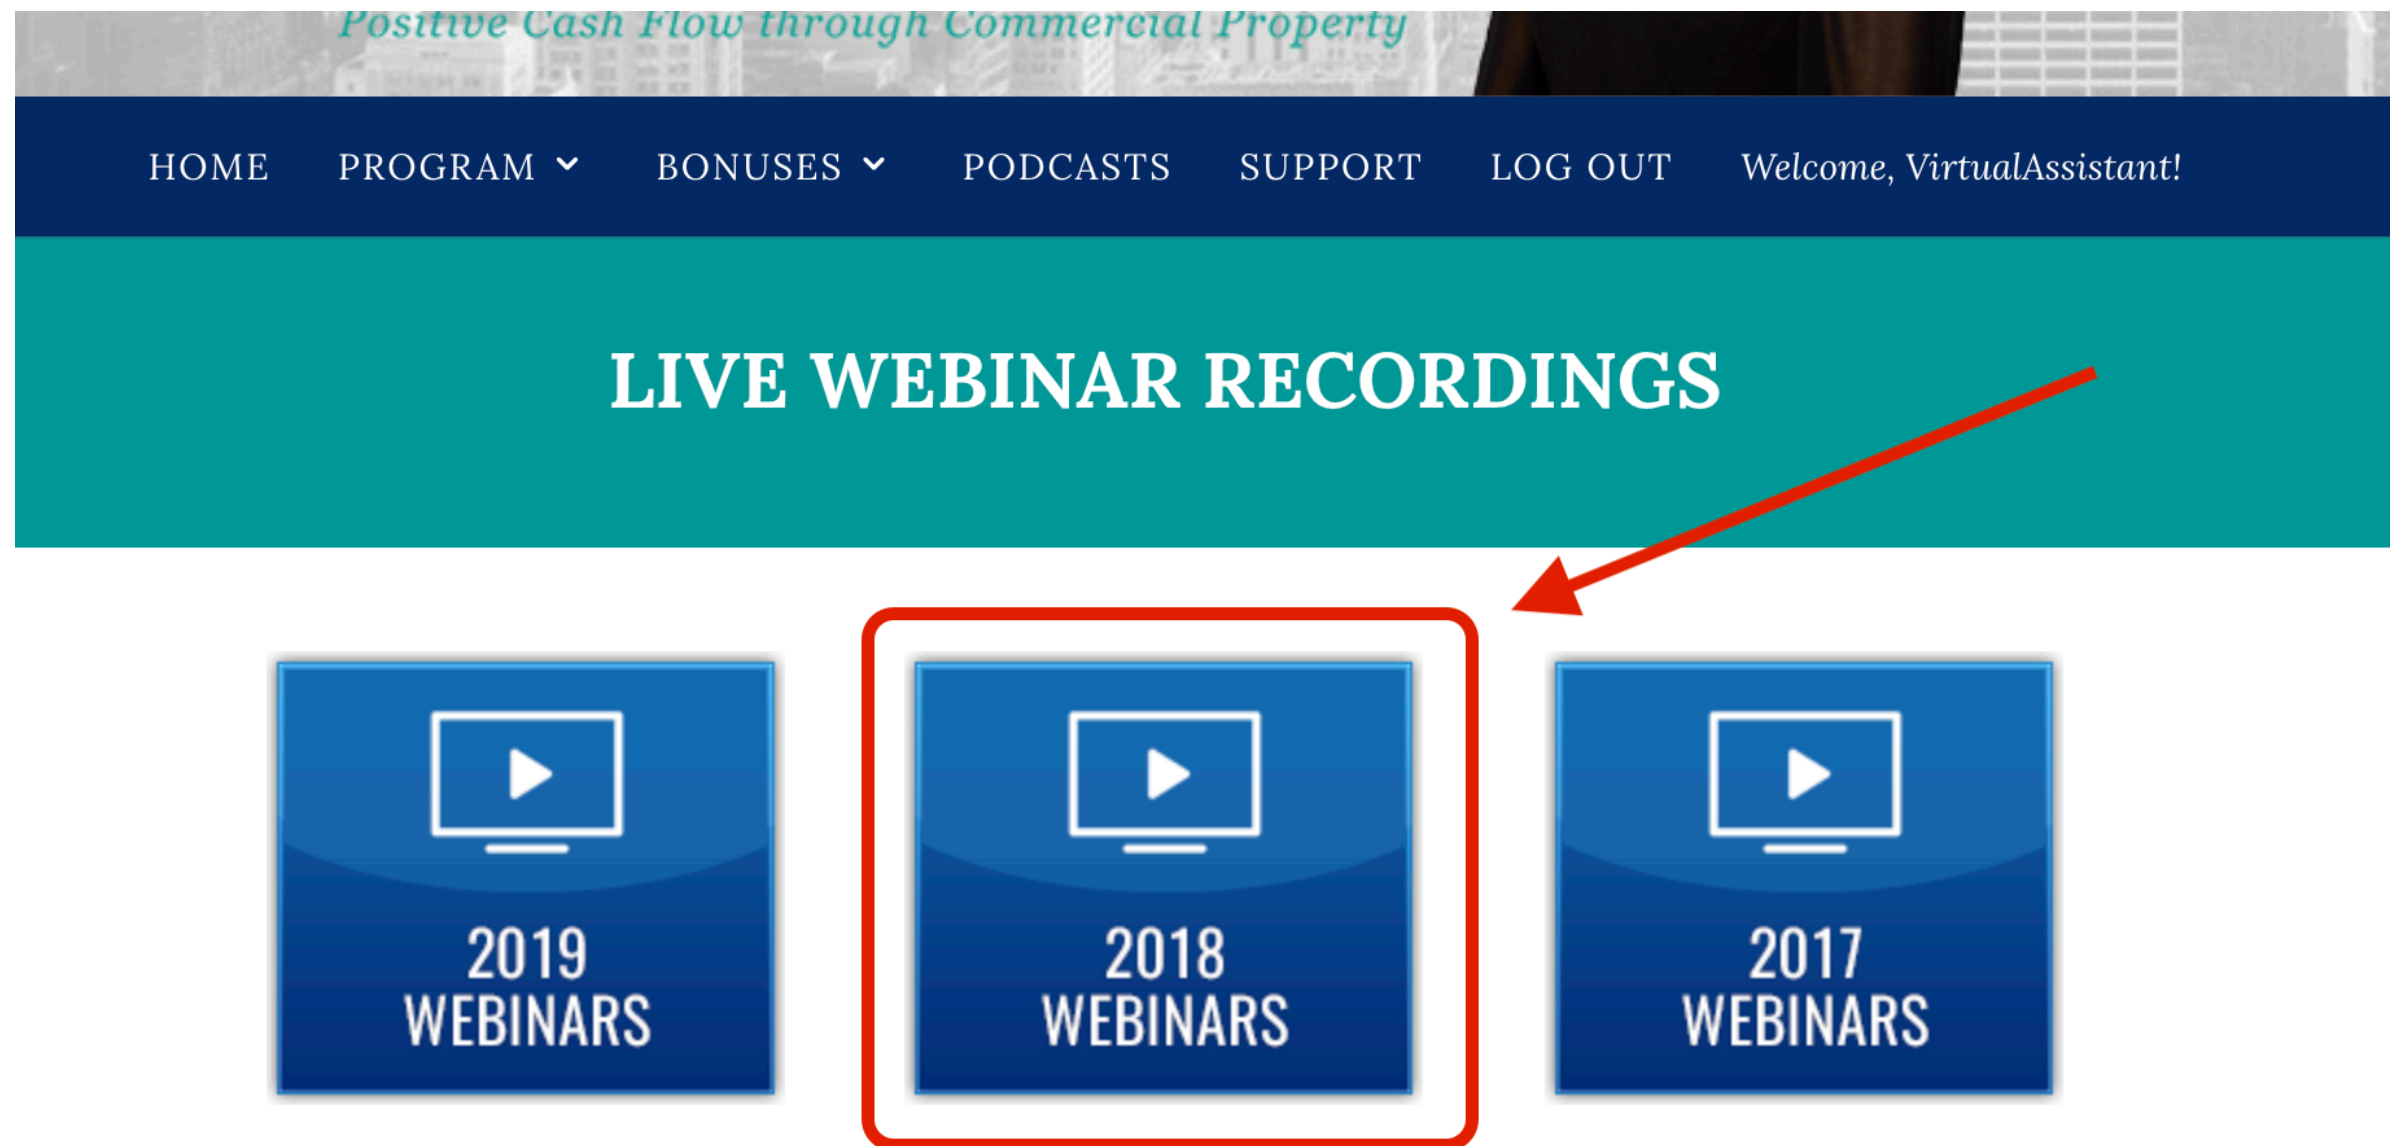 Positive Cash Flow through Commercial Property
HOME PROGRAM BONUSES PODCASTS SUPPORT LOG OUT Welcome, VirtualAssistant!
LIVE WEBINAR RECORDINGS
2019
WEBINARS
2018
WEBINARS
2017
WEBINARS